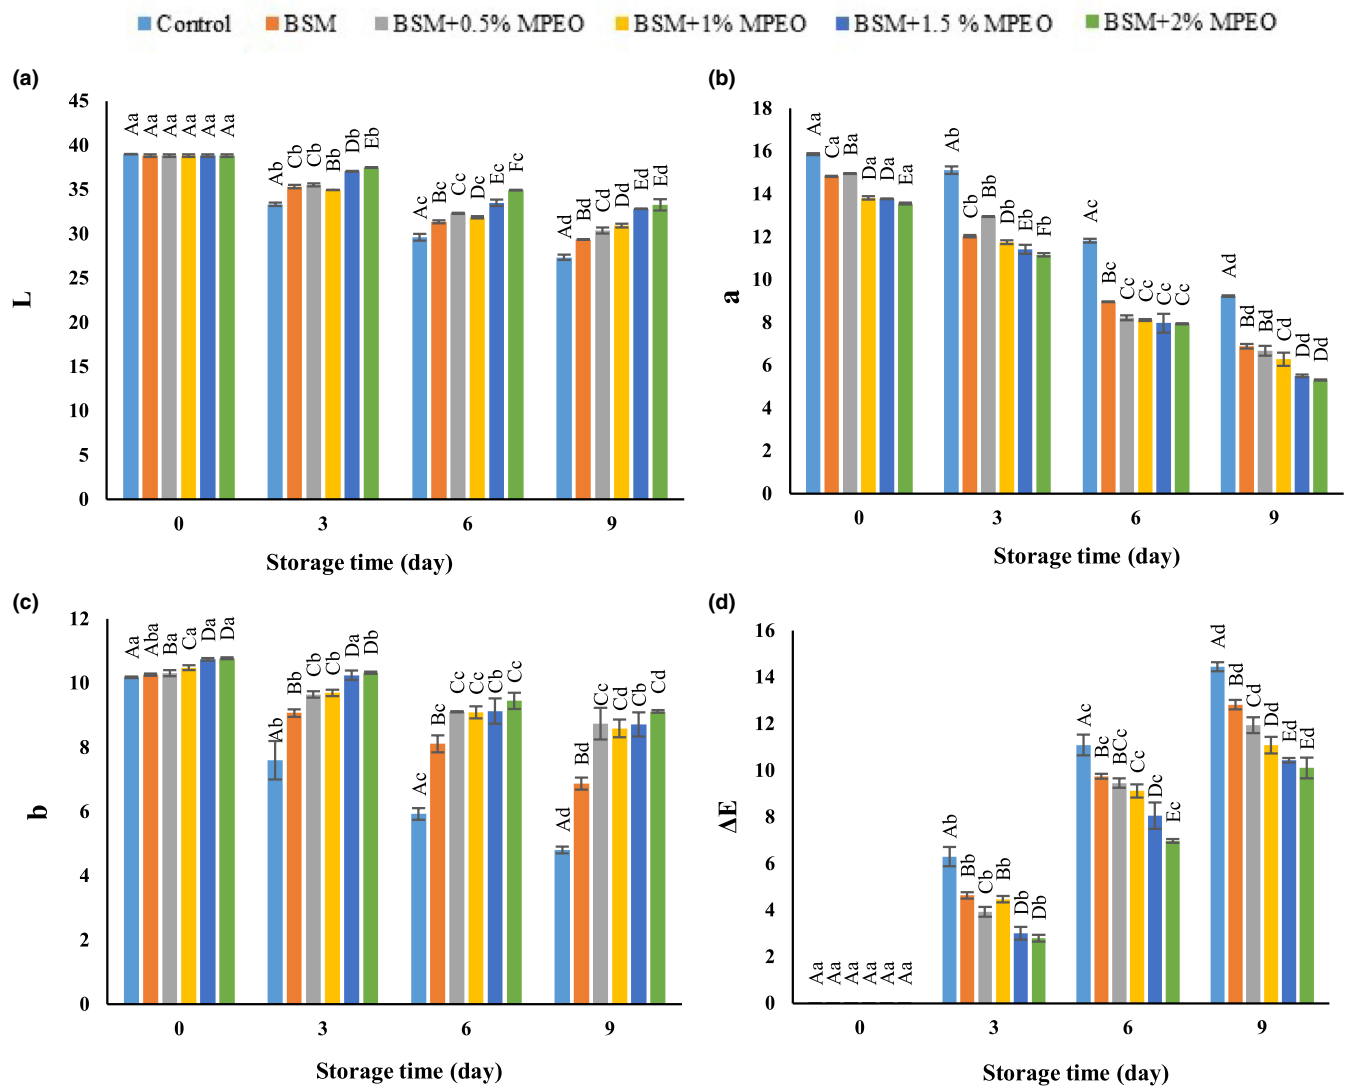 Control BSM BSM+0.5% MPEO BSM+1% MPEO BSM+1.5 % MPEO BSM+2% MPEO
(a)
L
45
40
35
30
25
20
15
10
5
0
Aa Aa Aa Aa Aa Aa
Ab Cb Cb Bb Db Eb
Ac Bc Cc Dc Ec Fc
Ad Bd Cd Dd Ed Ed
0 3 6 9
Storage time (day)
(b)
a
18
16
14
12
10
8
6
4
2
0
Aa Ca Ba Da Da Ea
Ab Cb Bb Db Eb Fb
Ac Bc Cc Cc Cc Cc
Ad Bd Bd Cd Dd Dd
0 3 6 9
Storage time (day)
(c)
b
12
10
8
6
4
2
0
Aa Aba Ba Ca Da Da
Ab Bb Cb Cb Da Db
Ac Bc Cc Cc Cb Cc
Ad Bd Cc Cd Cb Cd
0 3 6 9
Storage time (day)
(d)
ΔE
16
14
12
10
8
6
4
2
0
Aa Aa Aa Aa Aa Aa
Ab Bb Cb Bb Db Db
Ac Bc BCc Cc Dc Ec
Ad Bd Cd Dd Ed Ed
0 3 6 9
Storage time (day)